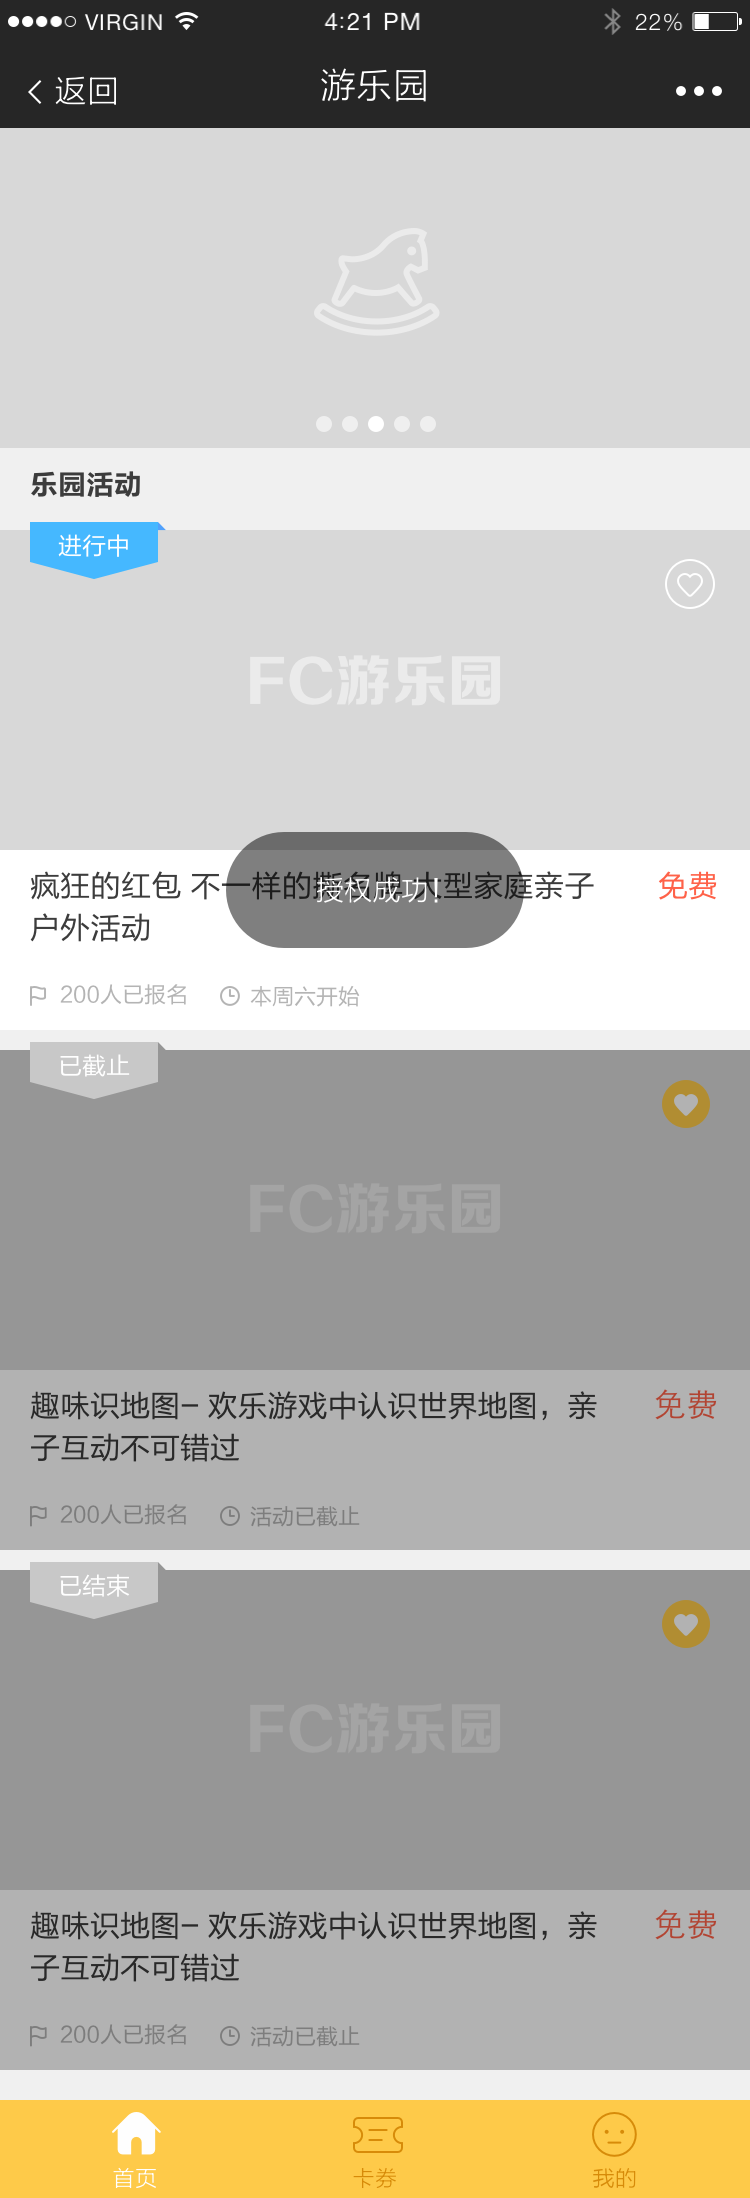 VIRGIN 4:21 PM 22%
返回 游乐园
乐园活动
进行中
FC游乐园
疯狂的红包 不一样的撕名牌 大型家庭亲子 免费
户外活动
授权成功!
200人已报名 本周六开始
已截止
FC游乐园
趣味识地图- 欢乐游戏中认识世界地图，亲 免费
子互动不可错过
200人已报名 活动已截止
已结束
FC游乐园
趣味识地图- 欢乐游戏中认识世界地图，亲 免费
子互动不可错过
200人已报名 活动已截止
首页 卡券 我的